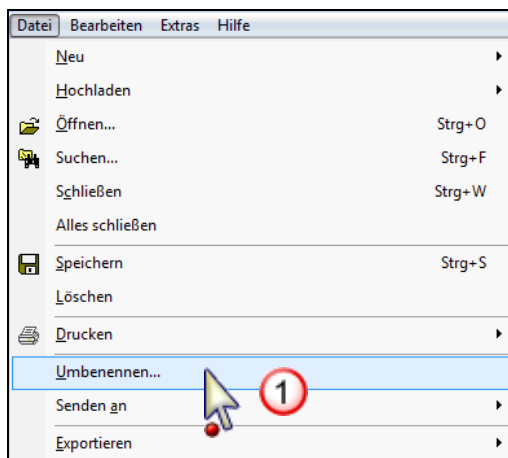 Datei Bearbeiten Extras Hilfe
Neu
Hochladen
Öffnen... Strg+O
Suchen... Strg+F
Schließen Strg+W
Alles schließen
Speichern Strg+S
Löschen
Drucken
Umbenennen...
1
Senden an
Exportieren